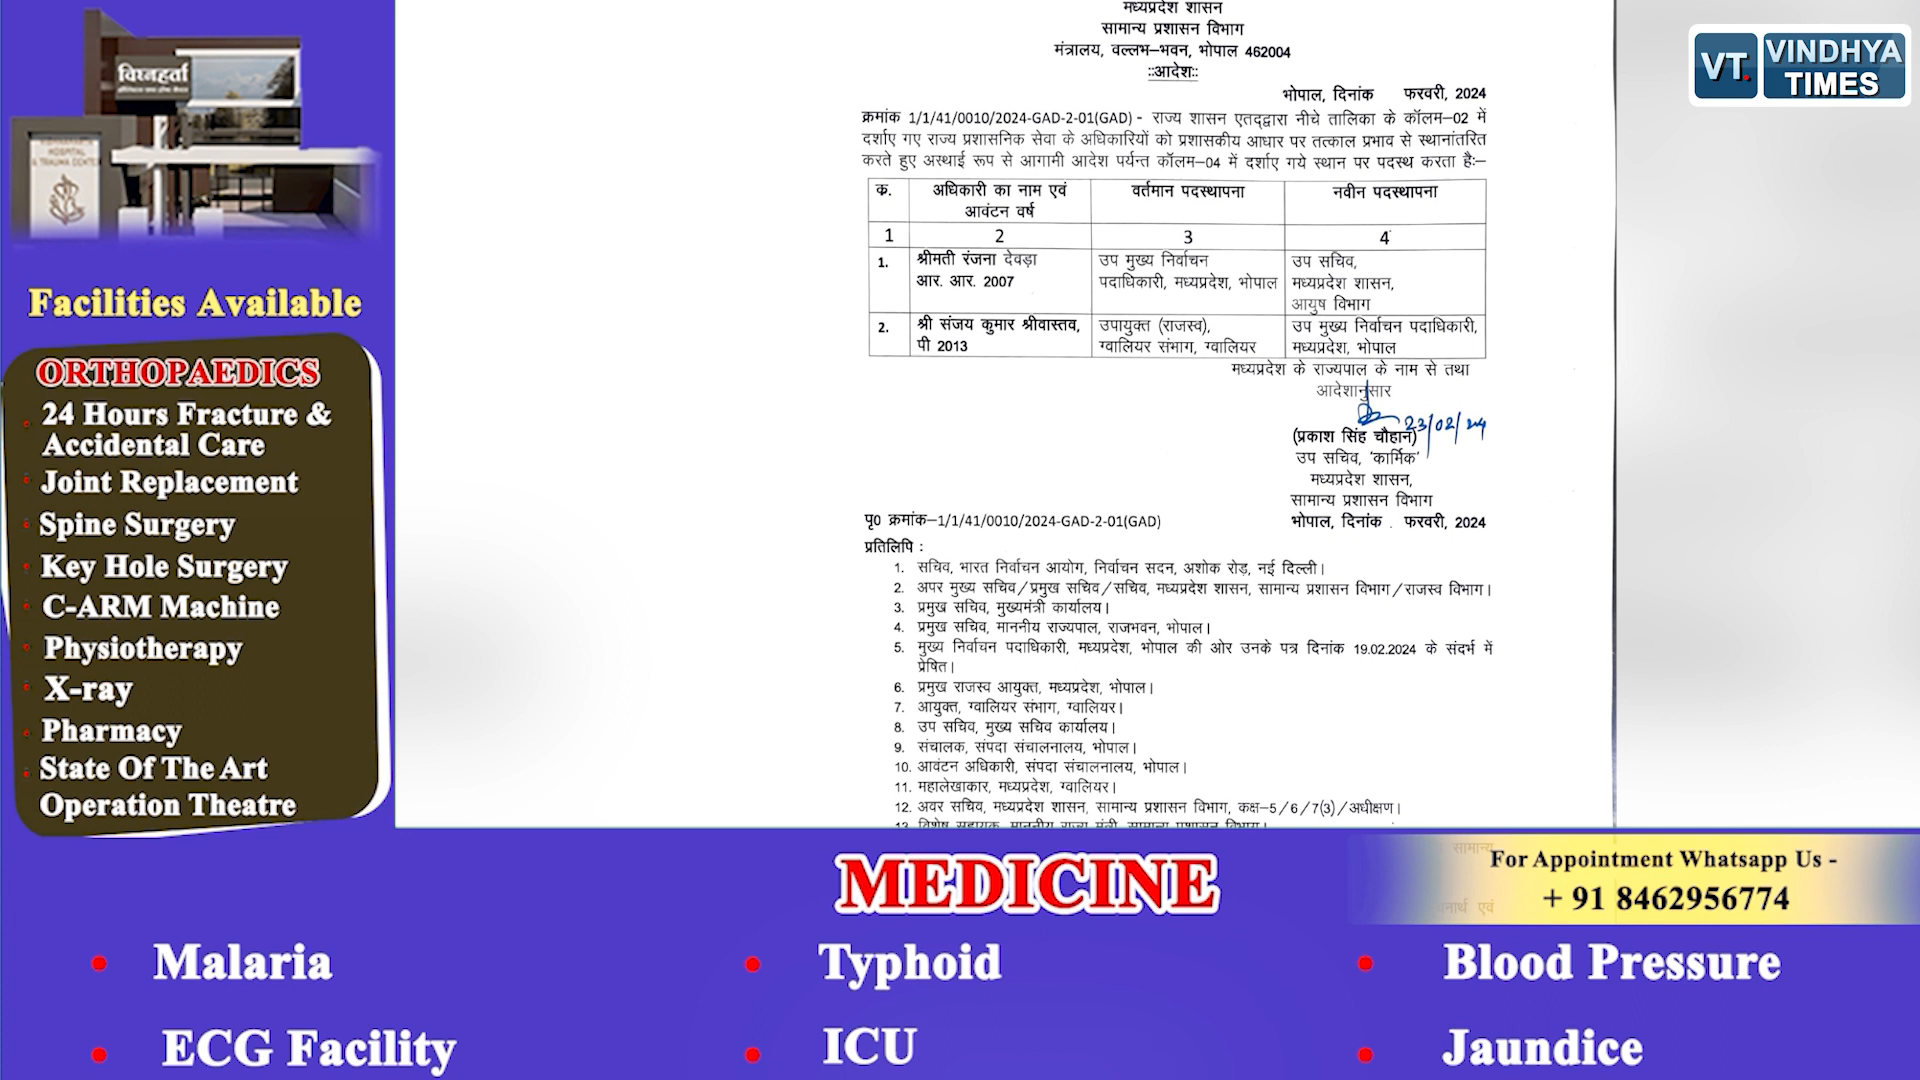 विघ्नहर्ता
HOSPITAL
& TRAUMA CENTER
Facilities Available
ORTHOPAEDICS
24 Hours Fracture &
Accidental Care
Joint Replacement
Spine Surgery
Key Hole Surgery
C-ARM Machine
Physiotherapy
X-ray
Pharmacy
State Of The Art
Operation Theatre
मध्यप्रदेश शासन
सामान्य प्रशासन विभाग
मंत्रालय, वल्लभ–भवन, भोपाल 462004
::आदेश::
भोपाल, दिनांक फरवरी, 2024
क्रमांक 1/1/41/0010/2024-GAD-2-01(GAD) - राज्य शासन एतद्द्वारा नीचे तालिका के कॉलम–02 में
दर्शाए गए राज्य प्रशासनिक सेवा के अधिकारियों को प्रशासकीय आधार पर तत्काल प्रभाव से स्थानांतरित
करते हुए अस्थाई रूप से आगामी आदेश पर्यन्त कॉलम–04 में दर्शाए गये स्थान पर पदस्थ करता है:–
क्र. अधिकारी का नाम एवं आवंटन वर्ष वर्तमान पदस्थापना नवीन पदस्थापना
1 2 3 4
1. श्रीमती रंजना देवड़ा उप मुख्य निर्वाचन उप सचिव,
आर. आर. 2007 पदाधिकारी, मध्यप्रदेश, भोपाल मध्यप्रदेश शासन,
आयुष विभाग
2. श्री संजय कुमार श्रीवास्तव, उपायुक्त (राजस्व), उप मुख्य निर्वाचन पदाधिकारी,
पी 2013 ग्वालियर संभाग, ग्वालियर मध्यप्रदेश, भोपाल
मध्यप्रदेश के राज्यपाल के नाम से तथा
आदेशानुसार
23/02/24
(प्रकाश सिंह चौहान)
उप सचिव, 'कार्मिक'
मध्यप्रदेश शासन,
सामान्य प्रशासन विभाग
पृ0 क्रमांक–1/1/41/0010/2024-GAD-2-01(GAD) भोपाल, दिनांक . फरवरी, 2024
प्रतिलिपि :
1. सचिव, भारत निर्वाचन आयोग, निर्वाचन सदन, अशोक रोड़, नई दिल्ली।
2. अपर मुख्य सचिव/प्रमुख सचिव/सचिव, मध्यप्रदेश शासन, सामान्य प्रशासन विभाग/राजस्व विभाग।
3. प्रमुख सचिव, मुख्यमंत्री कार्यालय।
4. प्रमुख सचिव, माननीय राज्यपाल, राजभवन, भोपाल।
5. मुख्य निर्वाचन पदाधिकारी, मध्यप्रदेश, भोपाल की ओर उनके पत्र दिनांक 19.02.2024 के संदर्भ में
प्रेषित।
6. प्रमुख राजस्व आयुक्त, मध्यप्रदेश, भोपाल।
7. आयुक्त, ग्वालियर संभाग, ग्वालियर।
8. उप सचिव, मुख्य सचिव कार्यालय।
9. संचालक, संपदा संचालनालय, भोपाल।
10. आवंटन अधिकारी, संपदा संचालनालय, भोपाल।
11. महालेखाकार, मध्यप्रदेश, ग्वालियर।
12. अवर सचिव, मध्यप्रदेश शासन, सामान्य प्रशासन विभाग, कक्ष–5/6/7(3)/अधीक्षण।
13. विशेष सहायक, माननीय राज्य मंत्री, सामान्य प्रशासन विभाग।
VT.
VINDHYA
TIMES
MEDICINE
सामान्य
For Appointment Whatsapp Us -
+ 91 8462956774
Malaria
Typhoid
Blood Pressure
ECG Facility
ICU
Jaundice